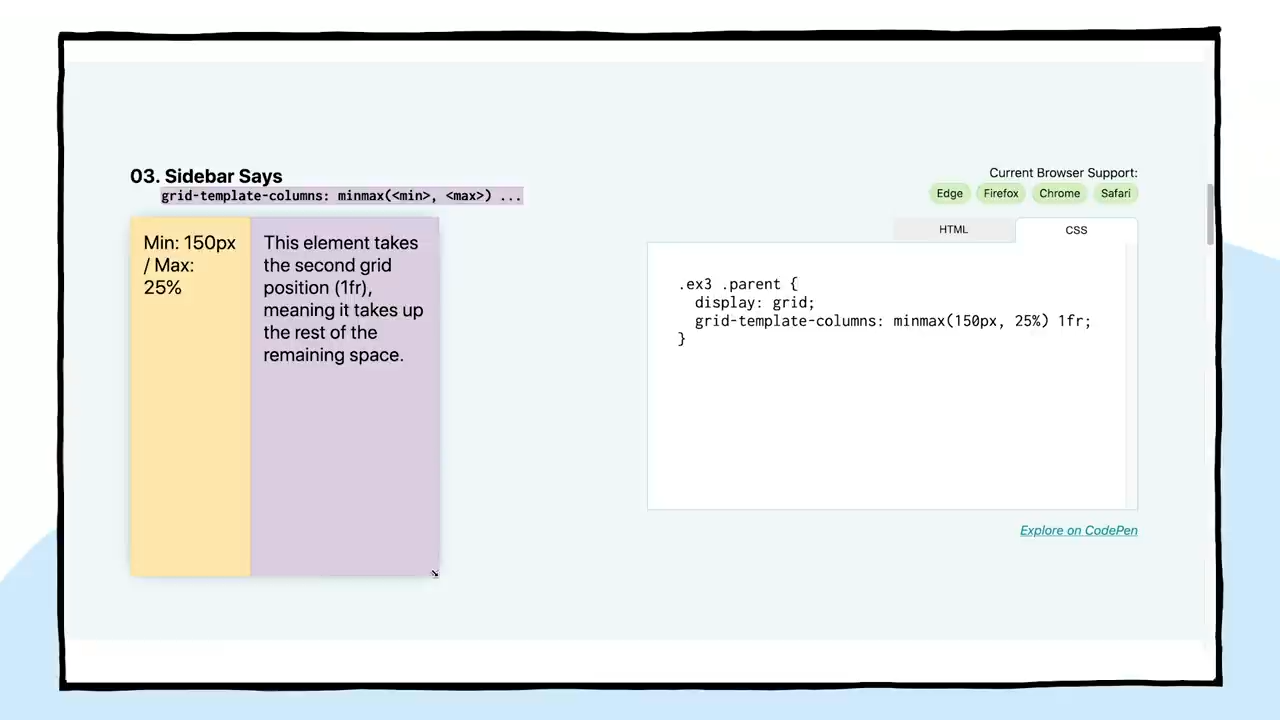 03. Sidebar Says
grid-template-columns: minmax(<min>, <max>) ...
Min: 150px
/ Max:
25%
This element takes
the second grid
position (1fr),
meaning it takes up
the rest of the
remaining space.
Current Browser Support:
Edge Firefox Chrome Safari
HTML CSS
.ex3 .parent {
  display: grid;
  grid-template-columns: minmax(150px, 25%) 1fr;
}
Explore on CodePen